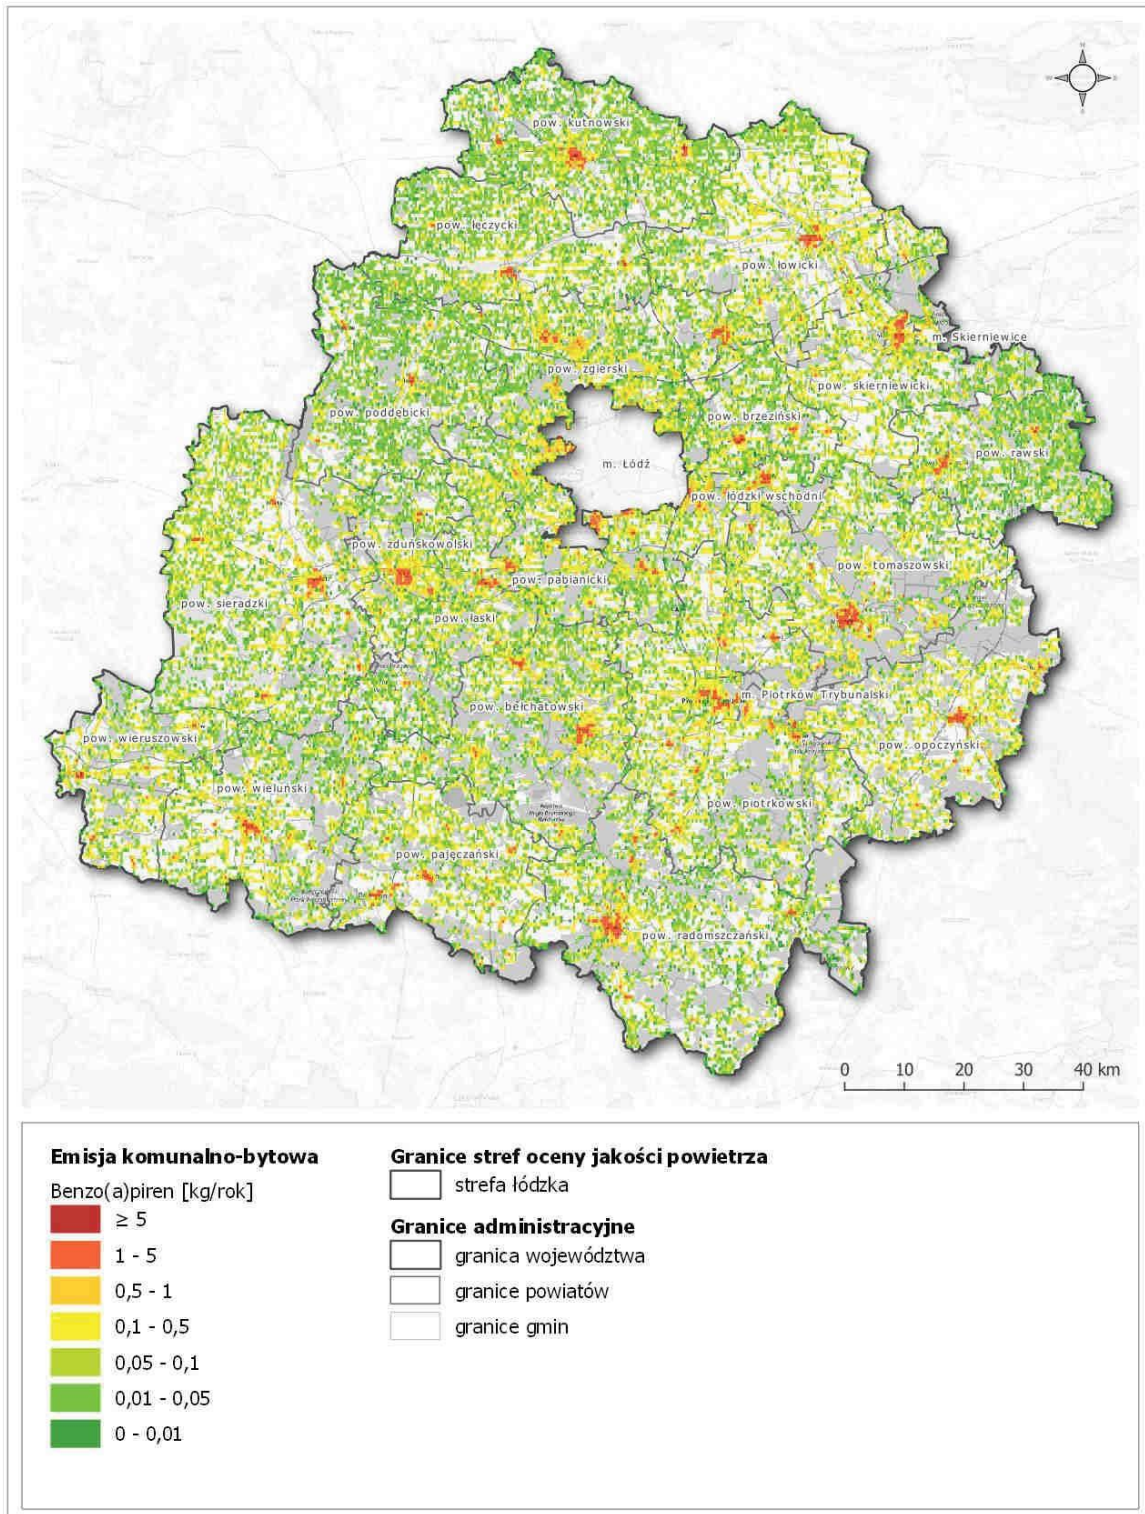 N
W
E
S
pow. kutnowski
pow. łęczycki
pow. łowicki
m. Skierniewice
pow. zgierski
pow. skierniewicki
pow. poddębicki
pow. brzeziński
pow. rawski
m. Łódź
pow. łódzki wschodni
pow. zduńskowolski
pow. tomaszowski
pow. pabianicki
pow. sieradzki
pow. łaski
m. Piotrków Trybunalski
pow. bełchatowski
pow. wieruszowski
pow. opoczyński
pow. wieluński
pow. piotrkowski
pow. pajęczański
pow. radomszczański
0 10 20 30 40 km
Emisja komunalno-bytowa
Benzo(a)piren [kg/rok]
≥ 5
1 - 5
0,5 - 1
0,1 - 0,5
0,05 - 0,1
0,01 - 0,05
0 - 0,01
Granice stref oceny jakości powietrza
strefa łódzka
Granice administracyjne
granica województwa
granice powiatów
granice gmin